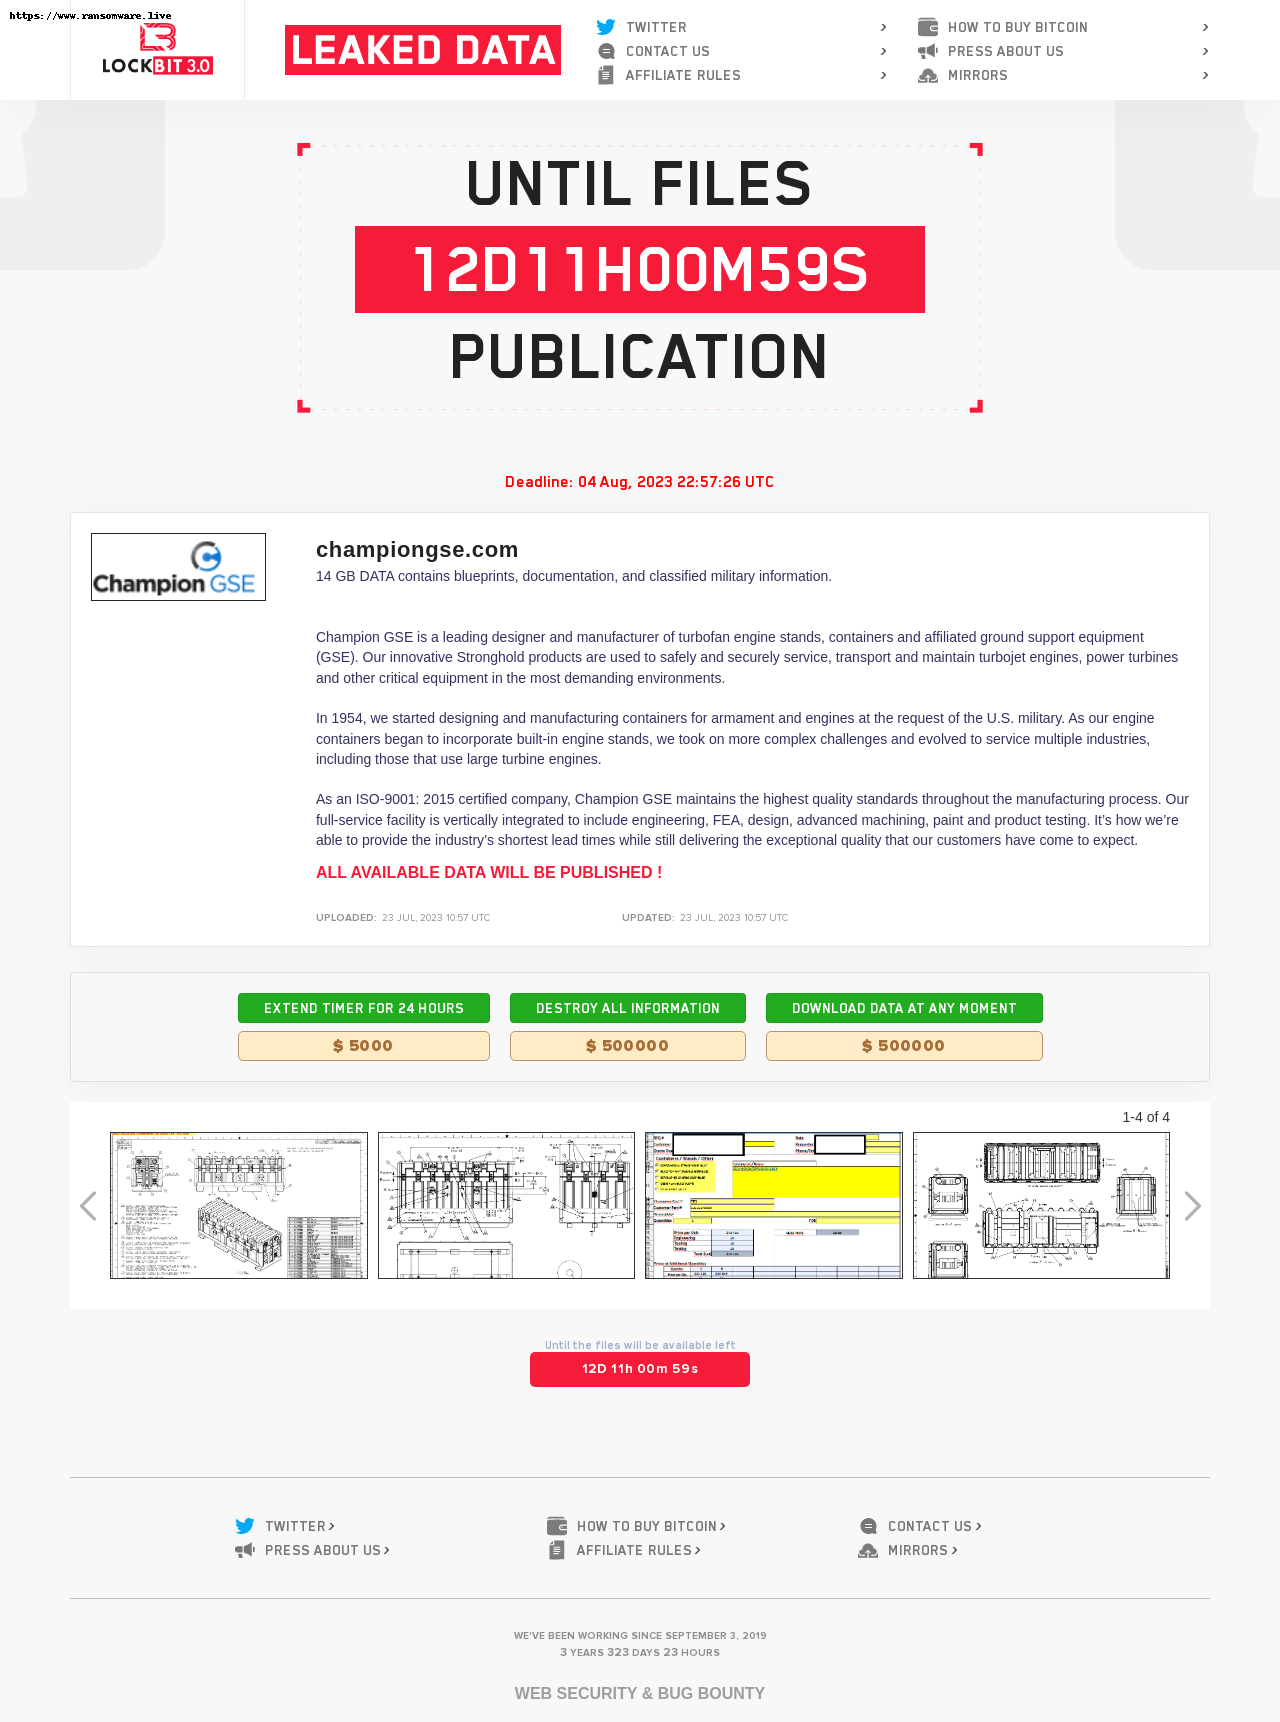 https://www.ransomware.live
LOCKBIT 3.0
LEAKED DATA
TWITTER
CONTACT US
AFFILIATE RULES
HOW TO BUY BITCOIN
PRESS ABOUT US
MIRRORS
UNTIL FILES
12D11H00M59S
PUBLICATION
Deadline: 04 Aug, 2023 22:57:26 UTC
Champion GSE
championgse.com
14 GB DATA contains blueprints, documentation, and classified military information.
Champion GSE is a leading designer and manufacturer of turbofan engine stands, containers and affiliated ground support equipment
(GSE). Our innovative Stronghold products are used to safely and securely service, transport and maintain turbojet engines, power turbines
and other critical equipment in the most demanding environments.
In 1954, we started designing and manufacturing containers for armament and engines at the request of the U.S. military. As our engine
containers began to incorporate built-in engine stands, we took on more complex challenges and evolved to service multiple industries,
including those that use large turbine engines.
As an ISO-9001: 2015 certified company, Champion GSE maintains the highest quality standards throughout the manufacturing process. Our
full-service facility is vertically integrated to include engineering, FEA, design, advanced machining, paint and product testing. It’s how we’re
able to provide the industry’s shortest lead times while still delivering the exceptional quality that our customers have come to expect.
ALL AVAILABLE DATA WILL BE PUBLISHED !
UPLOADED: 23 JUL, 2023 10:57 UTC
UPDATED: 23 JUL, 2023 10:57 UTC
EXTEND TIMER FOR 24 HOURS
DESTROY ALL INFORMATION
DOWNLOAD DATA AT ANY MOMENT
$ 5000
$ 500000
$ 500000
1-4 of 4
Until the files will be available left
12D 11h 00m 59s
TWITTER
HOW TO BUY BITCOIN
CONTACT US
PRESS ABOUT US
AFFILIATE RULES
MIRRORS
WE'VE BEEN WORKING SINCE SEPTEMBER 3, 2019
3 YEARS 323 DAYS 23 HOURS
WEB SECURITY & BUG BOUNTY